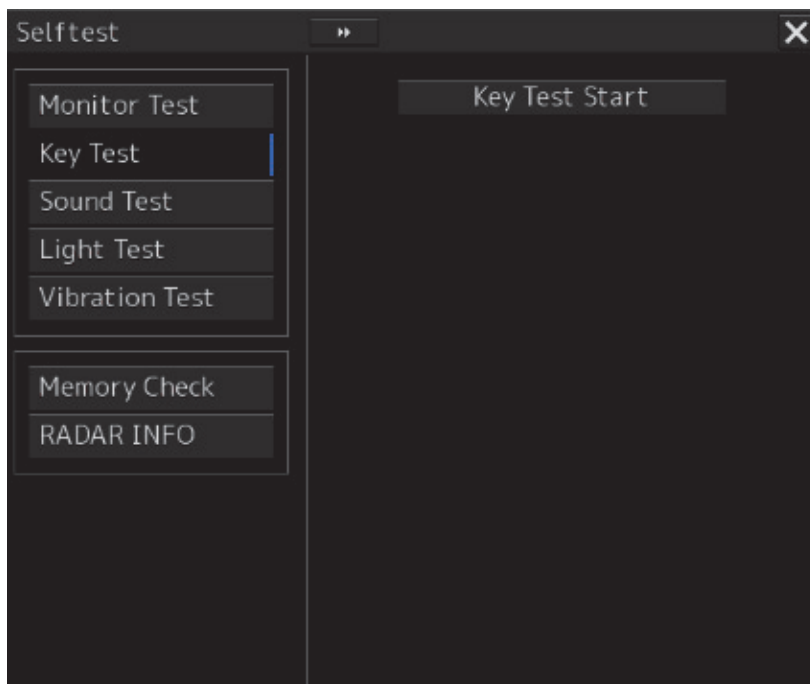 Selftest
Monitor Test
Key Test
Sound Test
Light Test
Vibration Test
Memory Check
RADAR INFO
Key Test Start